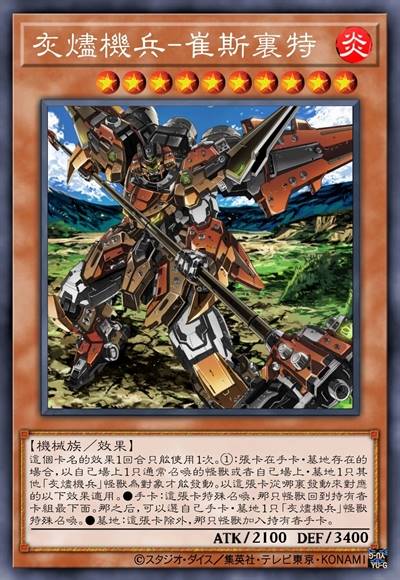 灰燼機兵-崔斯裏特
炎
【機械族／效果】
這個卡名的效果1回合只能使用1次。①：張卡在手卡・墓地存在的
場合，以自己場上1只通常召喚的怪獸或者自己場上・墓地1只其
他「灰燼機兵」怪獸為對象才能發動。以這張卡從哪裏發動來對應
的以下效果適用。●手卡：這張卡特殊召喚，那只怪獸回到持有者
卡組最下面。那之後，可以選自己手卡・墓地1只「灰燼機兵」怪獸
特殊召喚。●墓地：這張卡除外，那只怪獸加入持有者手卡。
ATK/2100 DEF/3400
©スタジオ・ダイス／集英社・テレビ東京・KONAMI